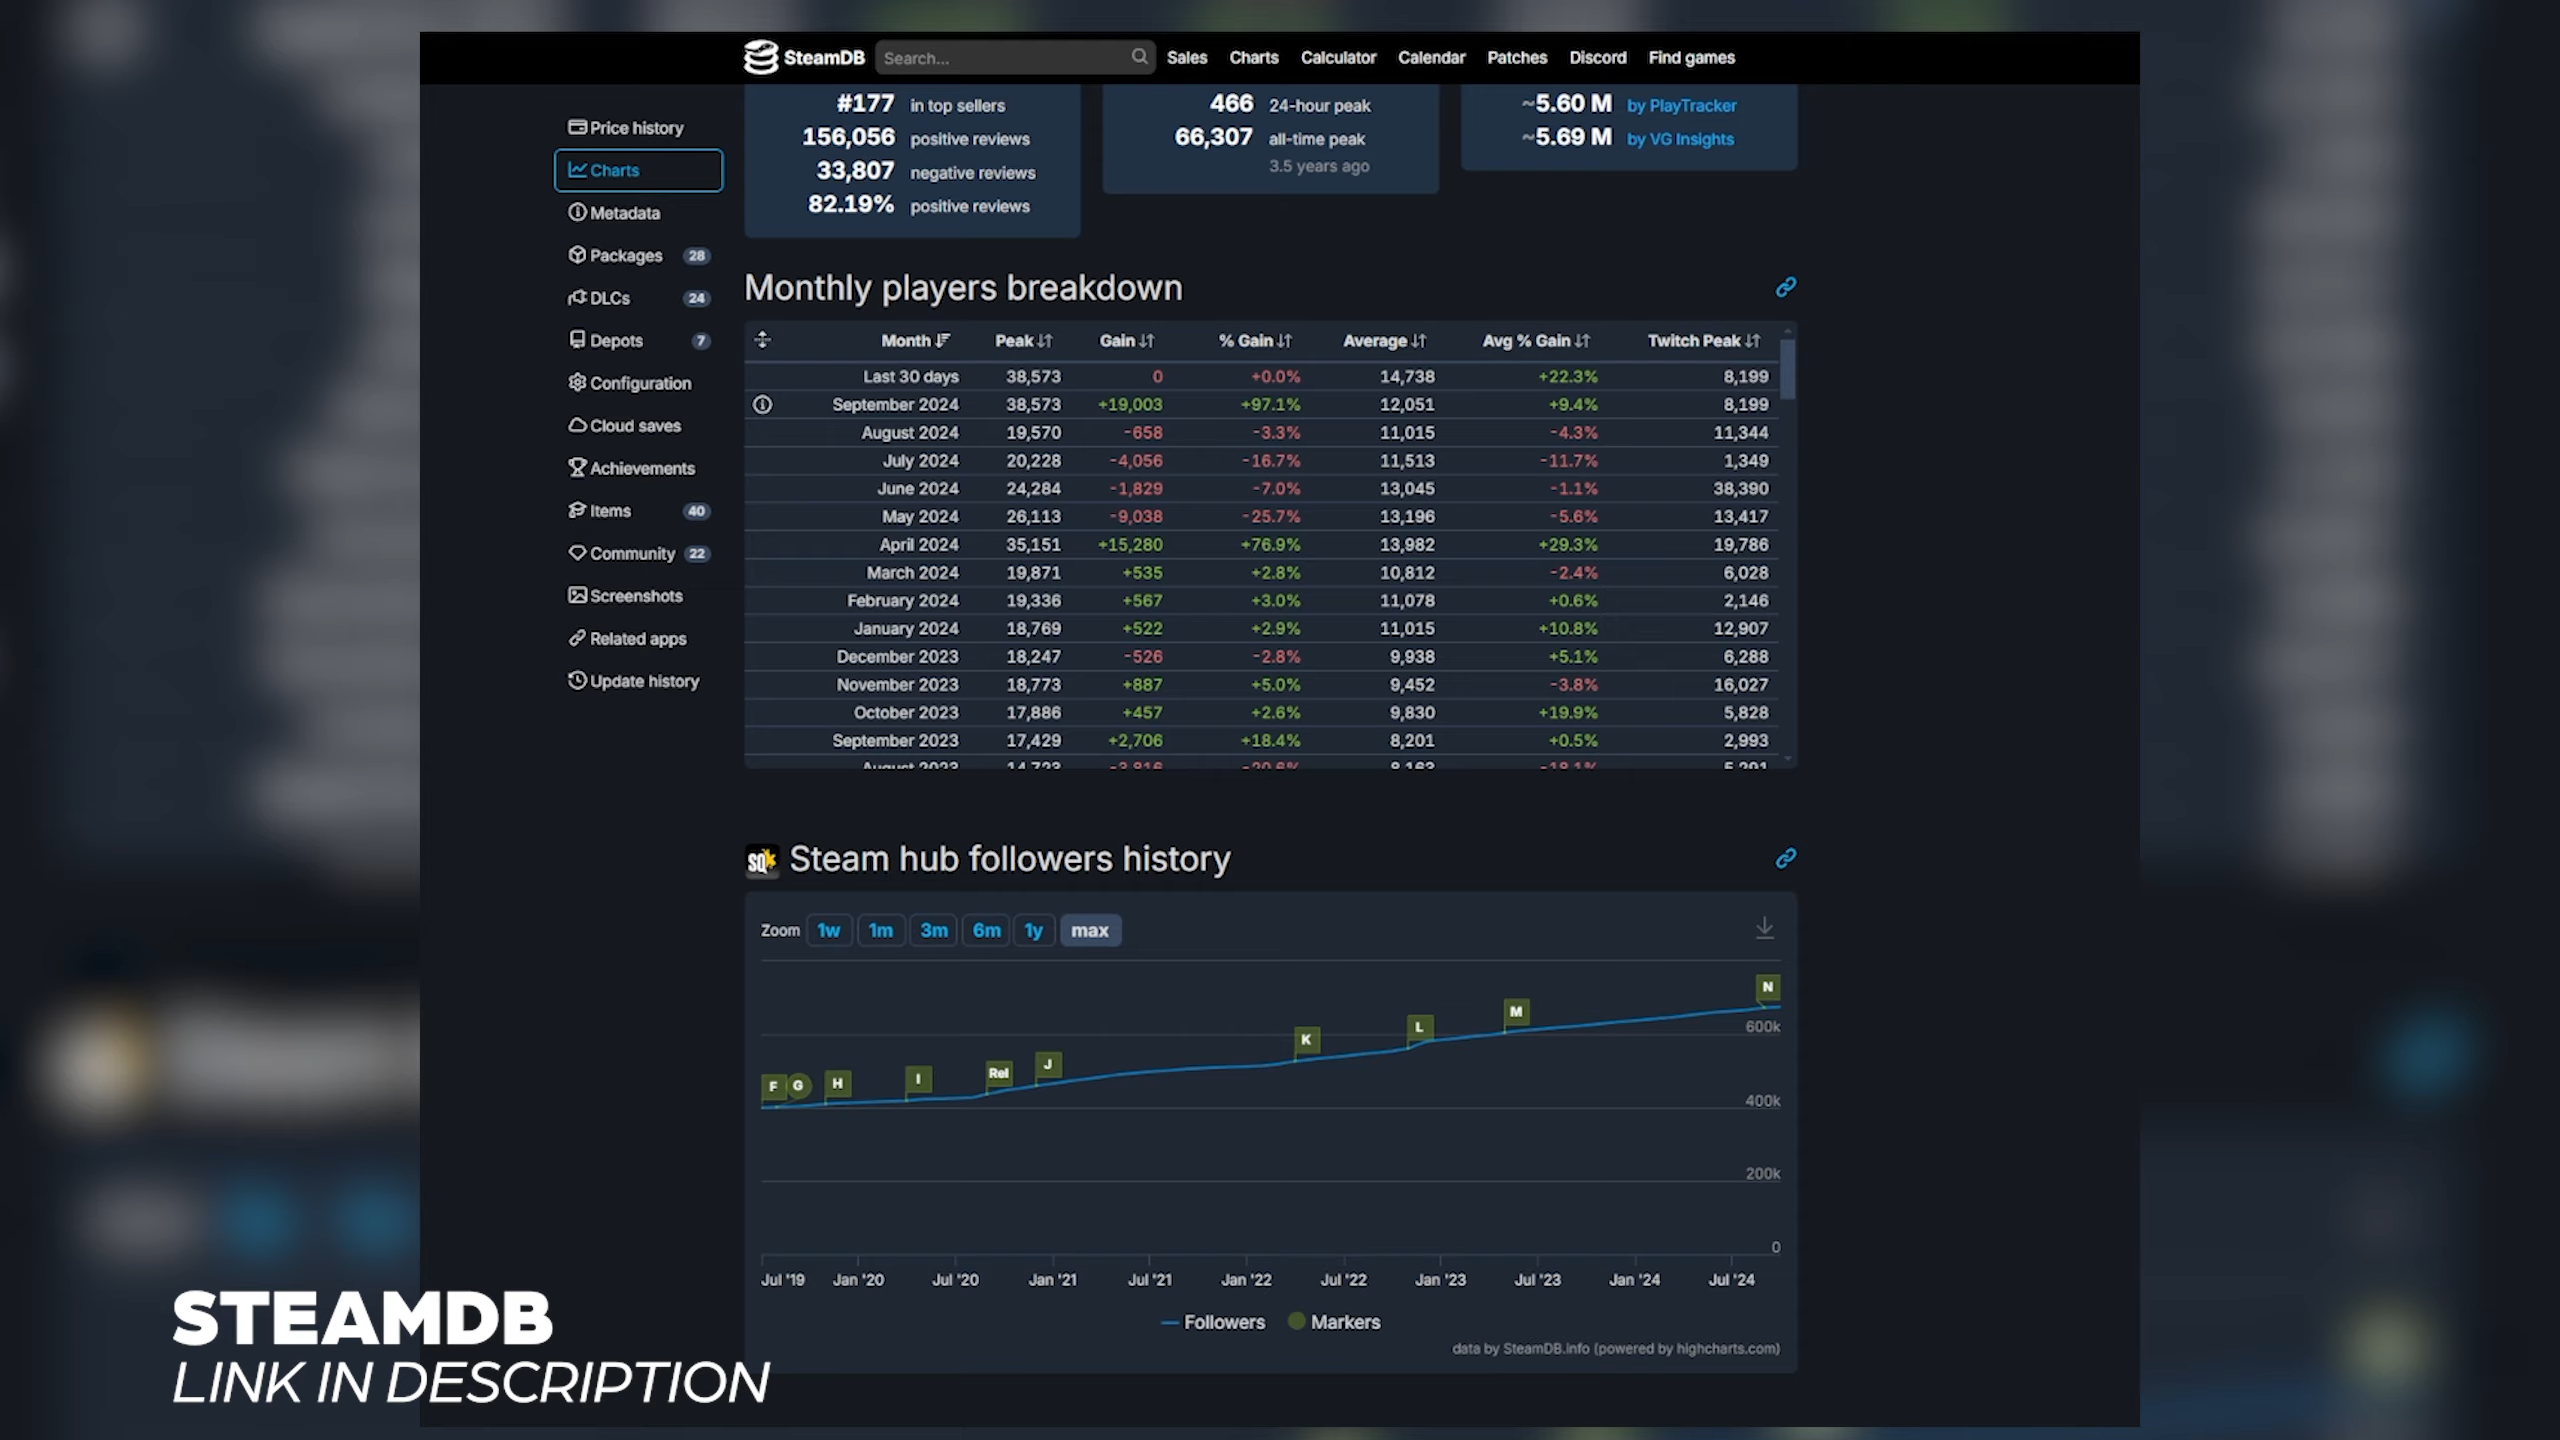 SteamDB Search... Sales Charts Calculator Calendar Patches Discord Find games
Price history
Charts
Metadata
Packages 28
DLCs 24
Depots 7
Configuration
Cloud saves
Achievements
Items 40
Community 22
Screenshots
Related apps
Update history
#177 in top sellers
156,056 positive reviews
33,807 negative reviews
82.19% positive reviews
466 24-hour peak
66,307 all-time peak
3.5 years ago
~5.60 M by PlayTracker
~5.69 M by VG Insights
Monthly players breakdown
Month Peak Gain % Gain Average Avg % Gain Twitch Peak
Last 30 days 38,573 0 +0.0% 14,738 +22.3% 8,199
September 2024 38,573 +19,003 +97.1% 12,051 +9.4% 8,199
August 2024 19,570 -658 -3.3% 11,015 -4.3% 11,344
July 2024 20,228 -4,056 -16.7% 11,513 -11.7% 1,349
June 2024 24,284 -1,829 -7.0% 13,045 -1.1% 38,390
May 2024 26,113 -9,038 -25.7% 13,196 -5.6% 13,417
April 2024 35,151 +15,280 +76.9% 13,982 +29.3% 19,786
March 2024 19,871 +535 +2.8% 10,812 -2.4% 6,028
February 2024 19,336 +567 +3.0% 11,078 +0.6% 2,146
January 2024 18,769 +522 +2.9% 11,015 +10.8% 12,907
December 2023 18,247 -526 -2.8% 9,938 +5.1% 6,288
November 2023 18,773 +887 +5.0% 9,452 -3.8% 16,027
October 2023 17,886 +457 +2.6% 9,830 +19.9% 5,828
September 2023 17,429 +2,706 +18.4% 8,201 +0.5% 2,993
August 2023 14,723 -3,816 -20.6% 8,163 -18.1% 5,201
SQ Steam hub followers history
Zoom 1w 1m 3m 6m 1y max
F G H I Rel J K L M N
600k
400k
200k
0
Jul '19 Jan '20 Jul '20 Jan '21 Jul '21 Jan '22 Jul '22 Jan '23 Jul '23 Jan '24 Jul '24
Followers Markers
data by SteamDB.info (powered by highcharts.com)
STEAMDB
LINK IN DESCRIPTION